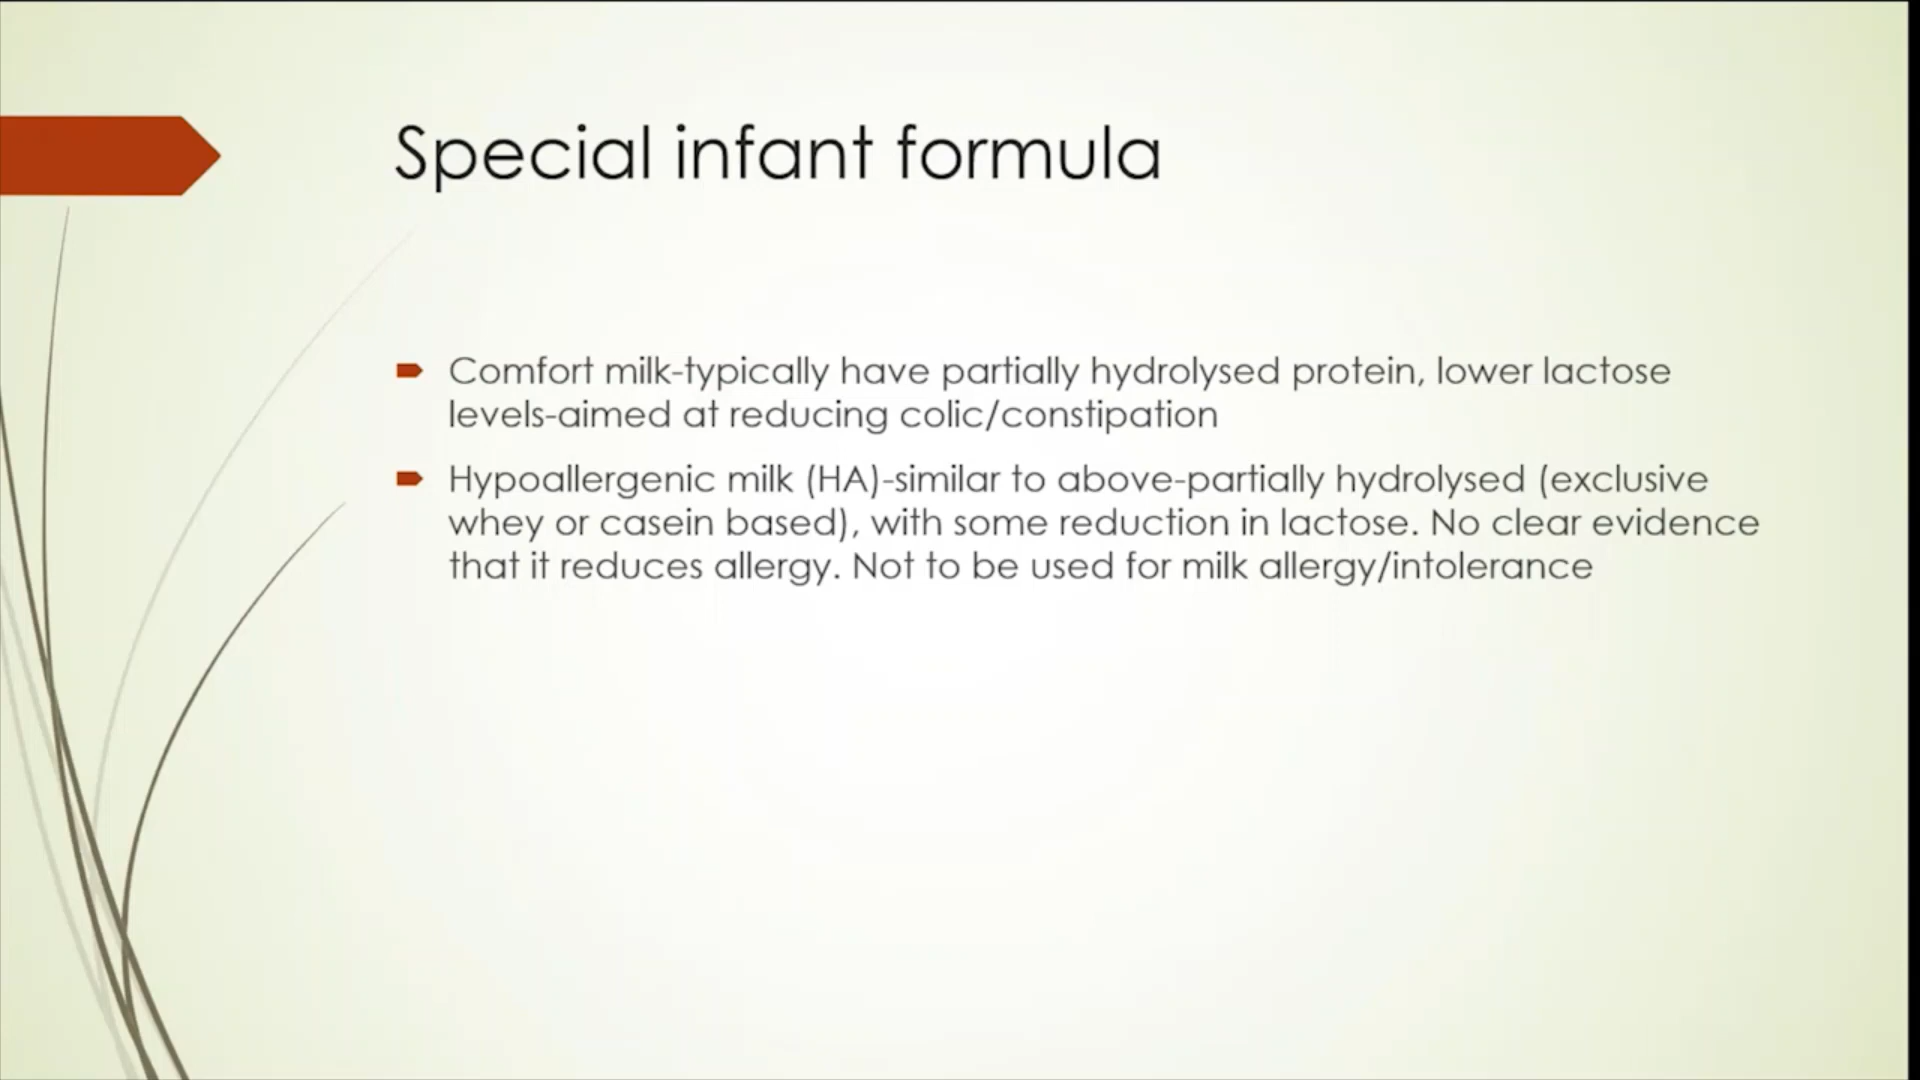 Special infant formula
Comfort milk-typically have partially hydrolysed protein, lower lactose
levels-aimed at reducing colic/constipation
Hypoallergenic milk (HA)-similar to above-partially hydrolysed (exclusive
whey or casein based), with some reduction in lactose. No clear evidence
that it reduces allergy. Not to be used for milk allergy/intolerance